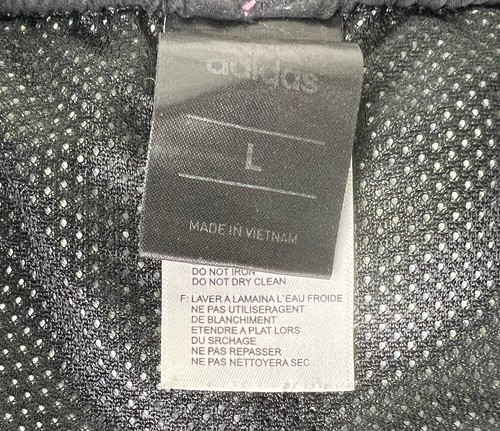 adidas
L
MADE IN VIETNAM
DO NOT IRON
DO NOT DRY CLEAN
F: LAVER A LAMAINA L'EAU FROIDE
NE PAS UTILISERAGENT
DE BLANCHIMENT
ETENDRE A PLAT LORS
DU SRCHAGE
NE PAS REPASSER
NE PAS NETTOYERA SEC